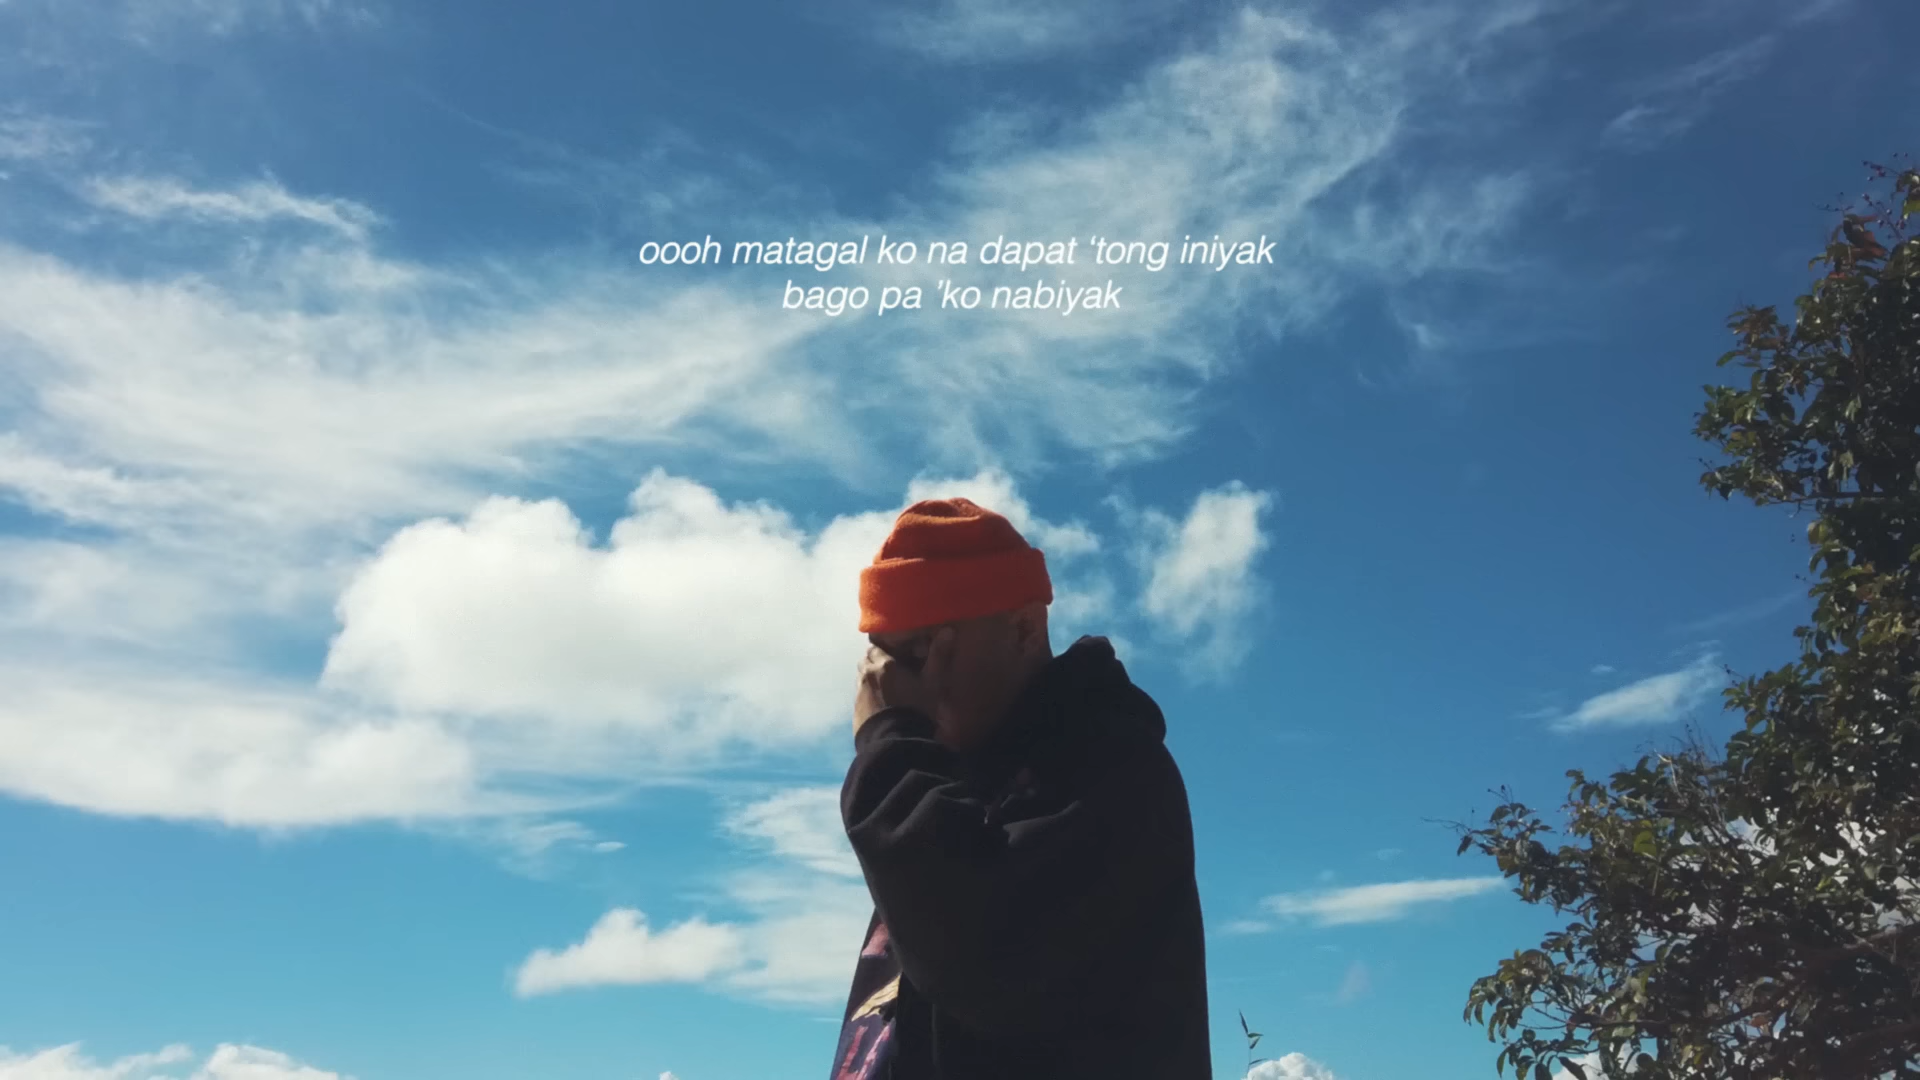 oooh matagal ko na dapat ‘tong iniyak
bago pa ’ko nabiyak